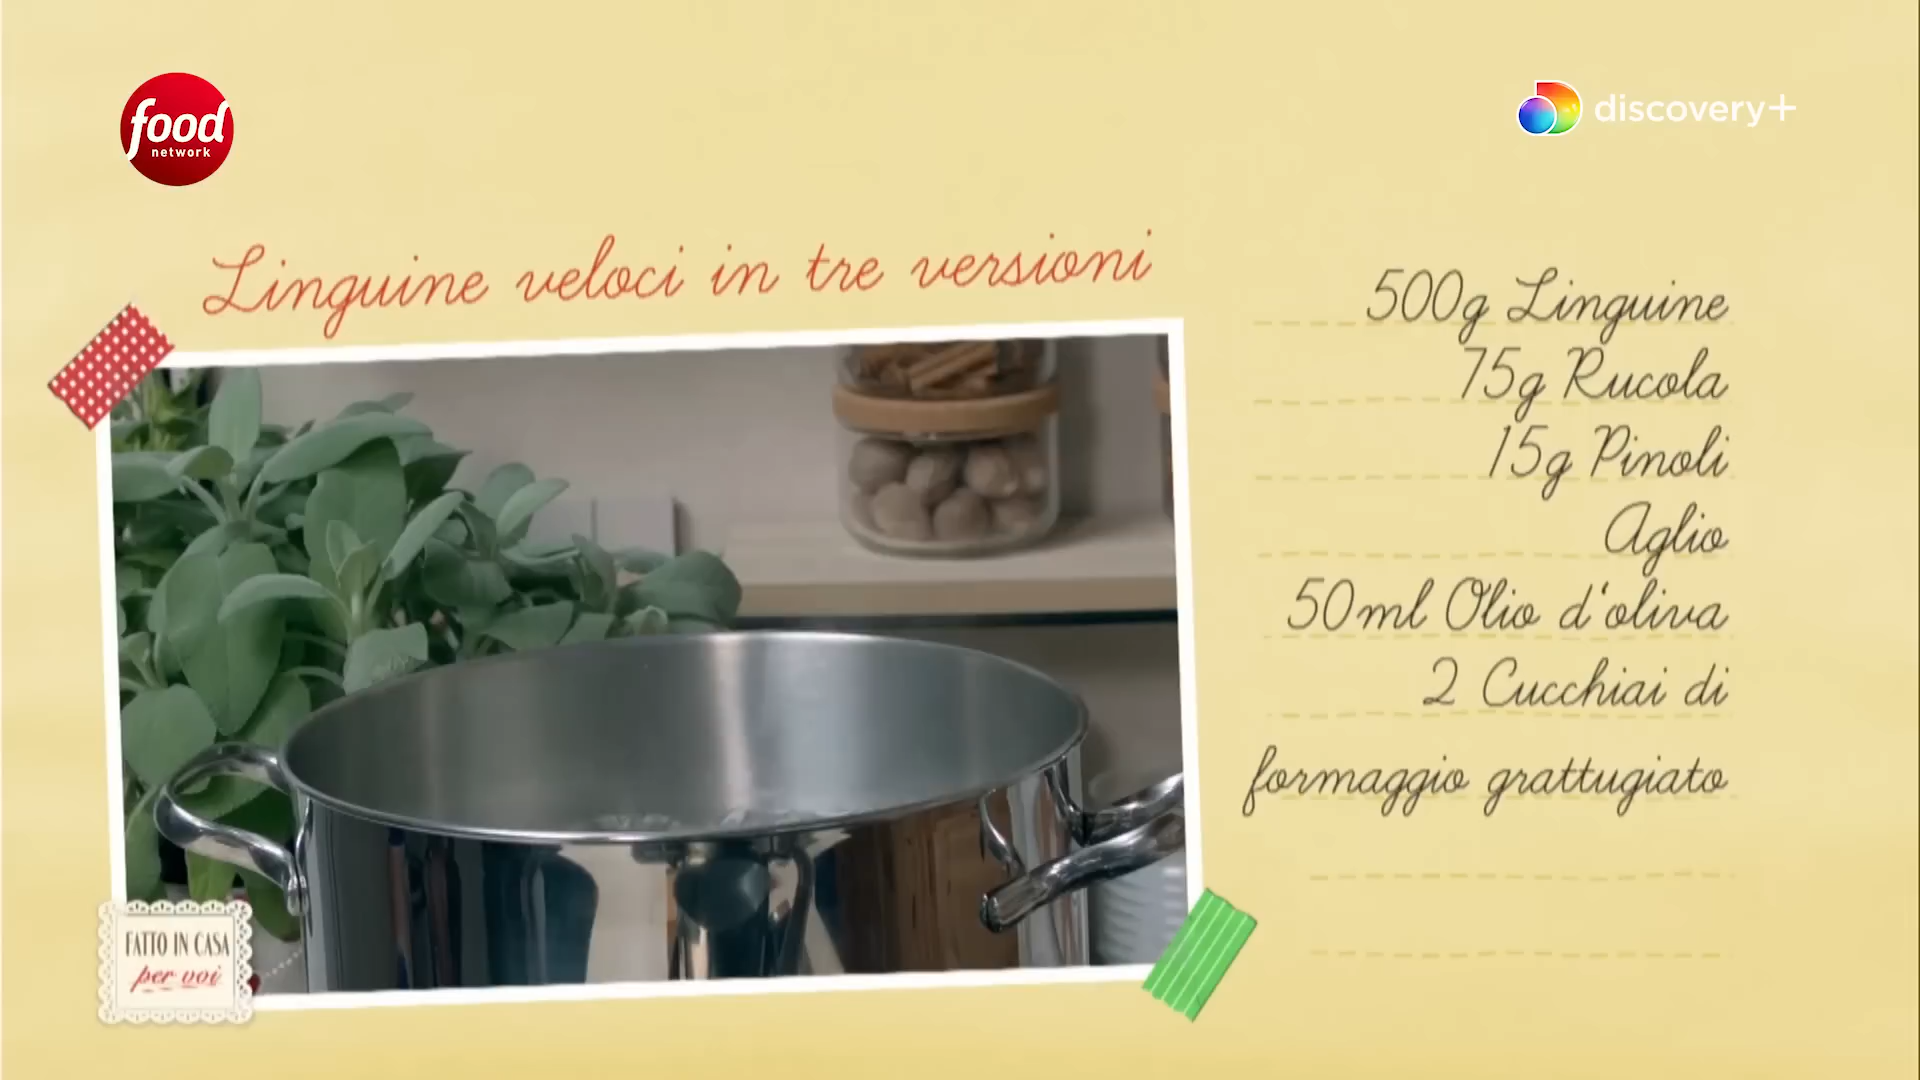 food
network
discovery+
Linguine veloci in tre versioni
500g Linguine
75g Rucola
15g Pinoli
Aglio
50ml Olio d'oliva
2 Cucchiai di
formaggio grattugiato
FATTO IN CASA
per voi